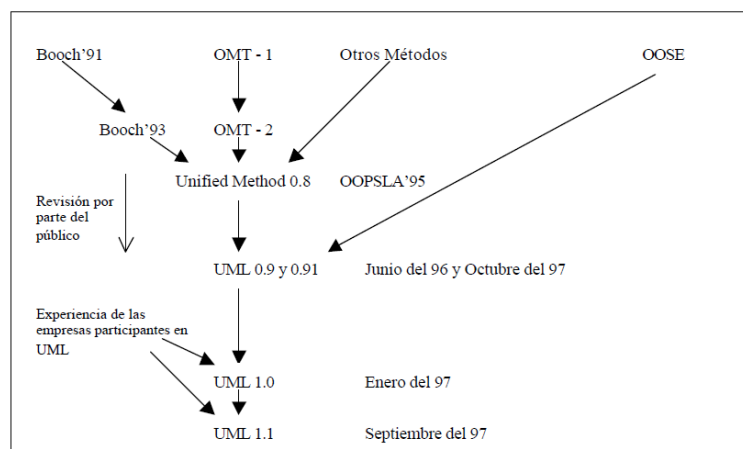 Booch'91 OMT - 1 Otros Métodos OOSE
Booch'93 OMT - 2
Unified Method 0.8 OOPSLA'95
Revisión por
parte del
público
UML 0.9 y 0.91 Junio del 96 y Octubre del 97
Experiencia de las
empresas participantes en
UML
UML 1.0 Enero del 97
UML 1.1 Septiembre del 97